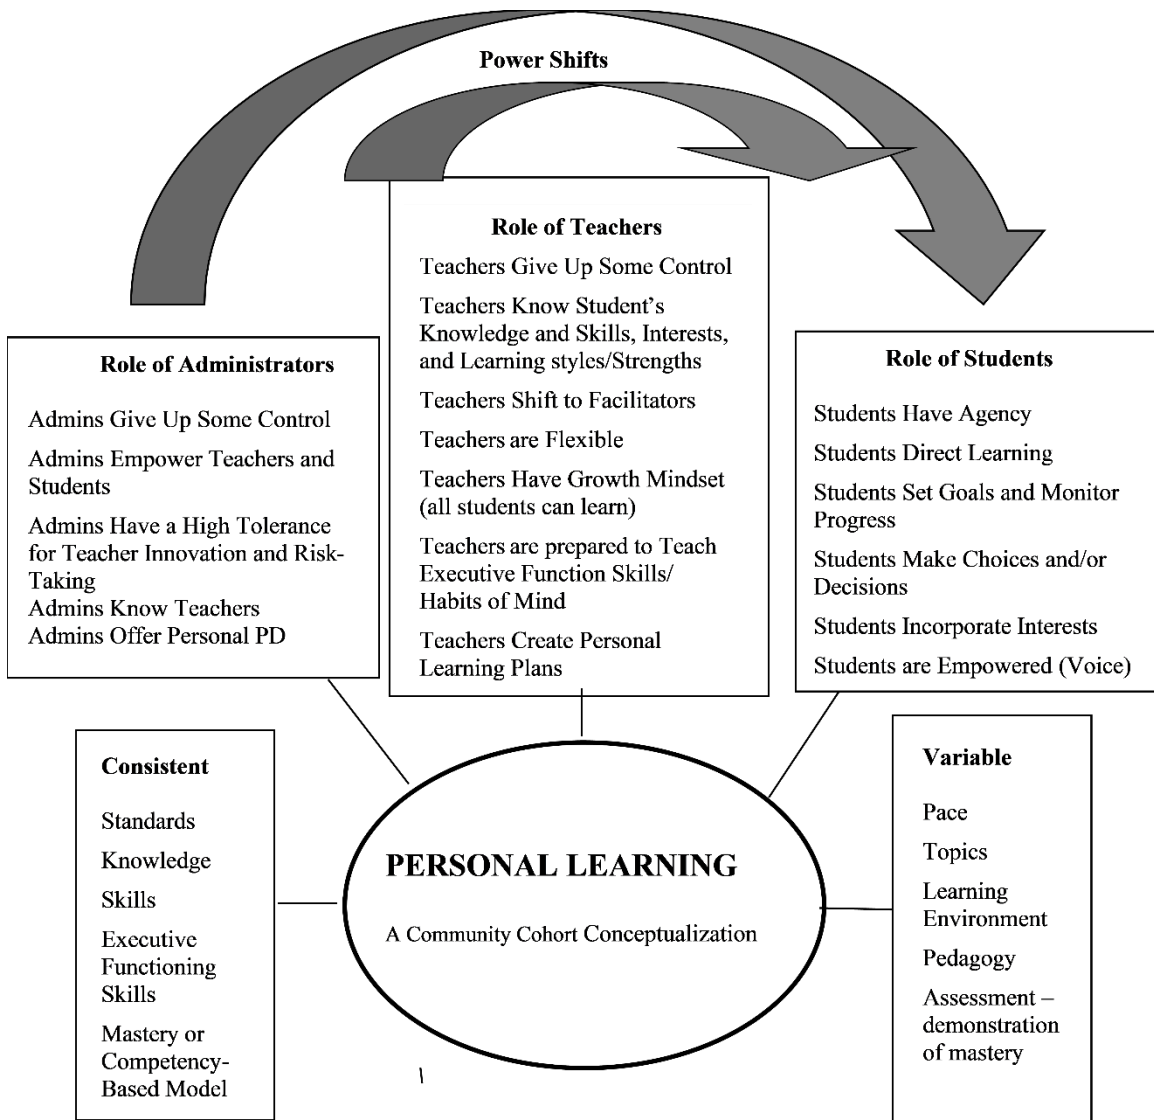 Power Shifts
Role of Administrators
Admins Give Up Some Control
Admins Empower Teachers and
Students
Admins Have a High Tolerance
for Teacher Innovation and Risk-
Taking
Admins Know Teachers
Admins Offer Personal PD
Role of Teachers
Teachers Give Up Some Control
Teachers Know Student’s
Knowledge and Skills, Interests,
and Learning styles/Strengths
Teachers Shift to Facilitators
Teachers are Flexible
Teachers Have Growth Mindset
(all students can learn)
Teachers are prepared to Teach
Executive Function Skills/
Habits of Mind
Teachers Create Personal
Learning Plans
Role of Students
Students Have Agency
Students Direct Learning
Students Set Goals and Monitor
Progress
Students Make Choices and/or
Decisions
Students Incorporate Interests
Students are Empowered (Voice)
Consistent
Standards
Knowledge
Skills
Executive
Functioning
Skills
Mastery or
Competency-
Based Model
PERSONAL LEARNING
A Community Cohort Conceptualization
Variable
Pace
Topics
Learning
Environment
Pedagogy
Assessment –
demonstration
of mastery